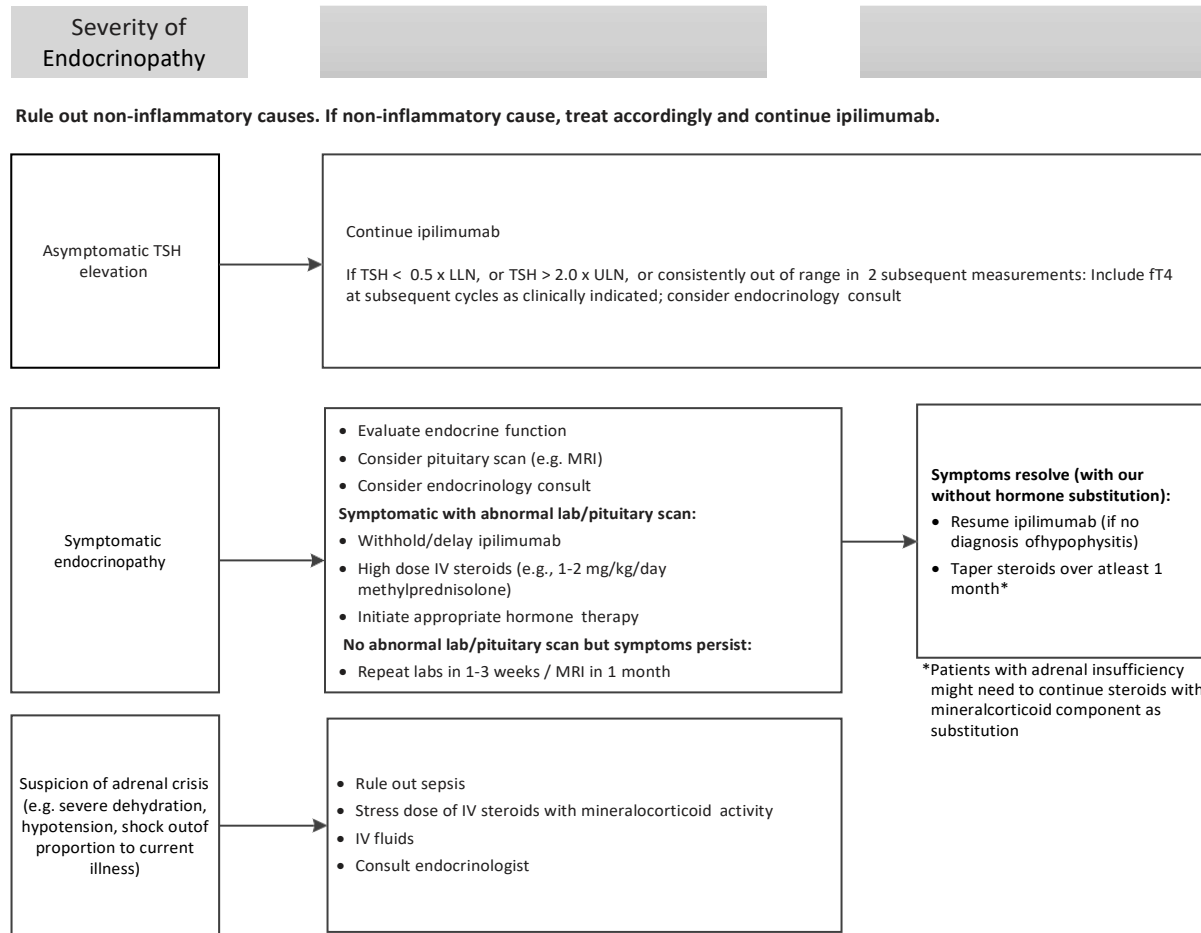 Severity of
Endocrinopathy
Rule out non-inflammatory causes. If non-inflammatory cause, treat accordingly and continue ipilimumab.
Asymptomatic TSH
elevation
Continue ipilimumab
If TSH < 0.5 x LLN, or TSH > 2.0 x ULN, or consistently out of range in 2 subsequent measurements: Include fT4
at subsequent cycles as clinically indicated; consider endocrinology consult
Symptomatic
endocrinopathy
• Evaluate endocrine function
• Consider pituitary scan (e.g. MRI)
• Consider endocrinology consult
Symptomatic with abnormal lab/pituitary scan:
• Withhold/delay ipilimumab
• High dose IV steroids (e.g., 1-2 mg/kg/day
methylprednisolone)
• Initiate appropriate hormone therapy
No abnormal lab/pituitary scan but symptoms persist:
• Repeat labs in 1-3 weeks / MRI in 1 month
Symptoms resolve (with our
without hormone substitution):
• Resume ipilimumab (if no
diagnosis ofhypophysitis)
• Taper steroids over atleast 1
month*
*Patients with adrenal insufficiency
might need to continue steroids with
mineralcorticoid component as
substitution
Suspicion of adrenal crisis
(e.g. severe dehydration,
hypotension, shock outof
proportion to current
illness)
• Rule out sepsis
• Stress dose of IV steroids with mineralocorticoid activity
• IV fluids
• Consult endocrinologist